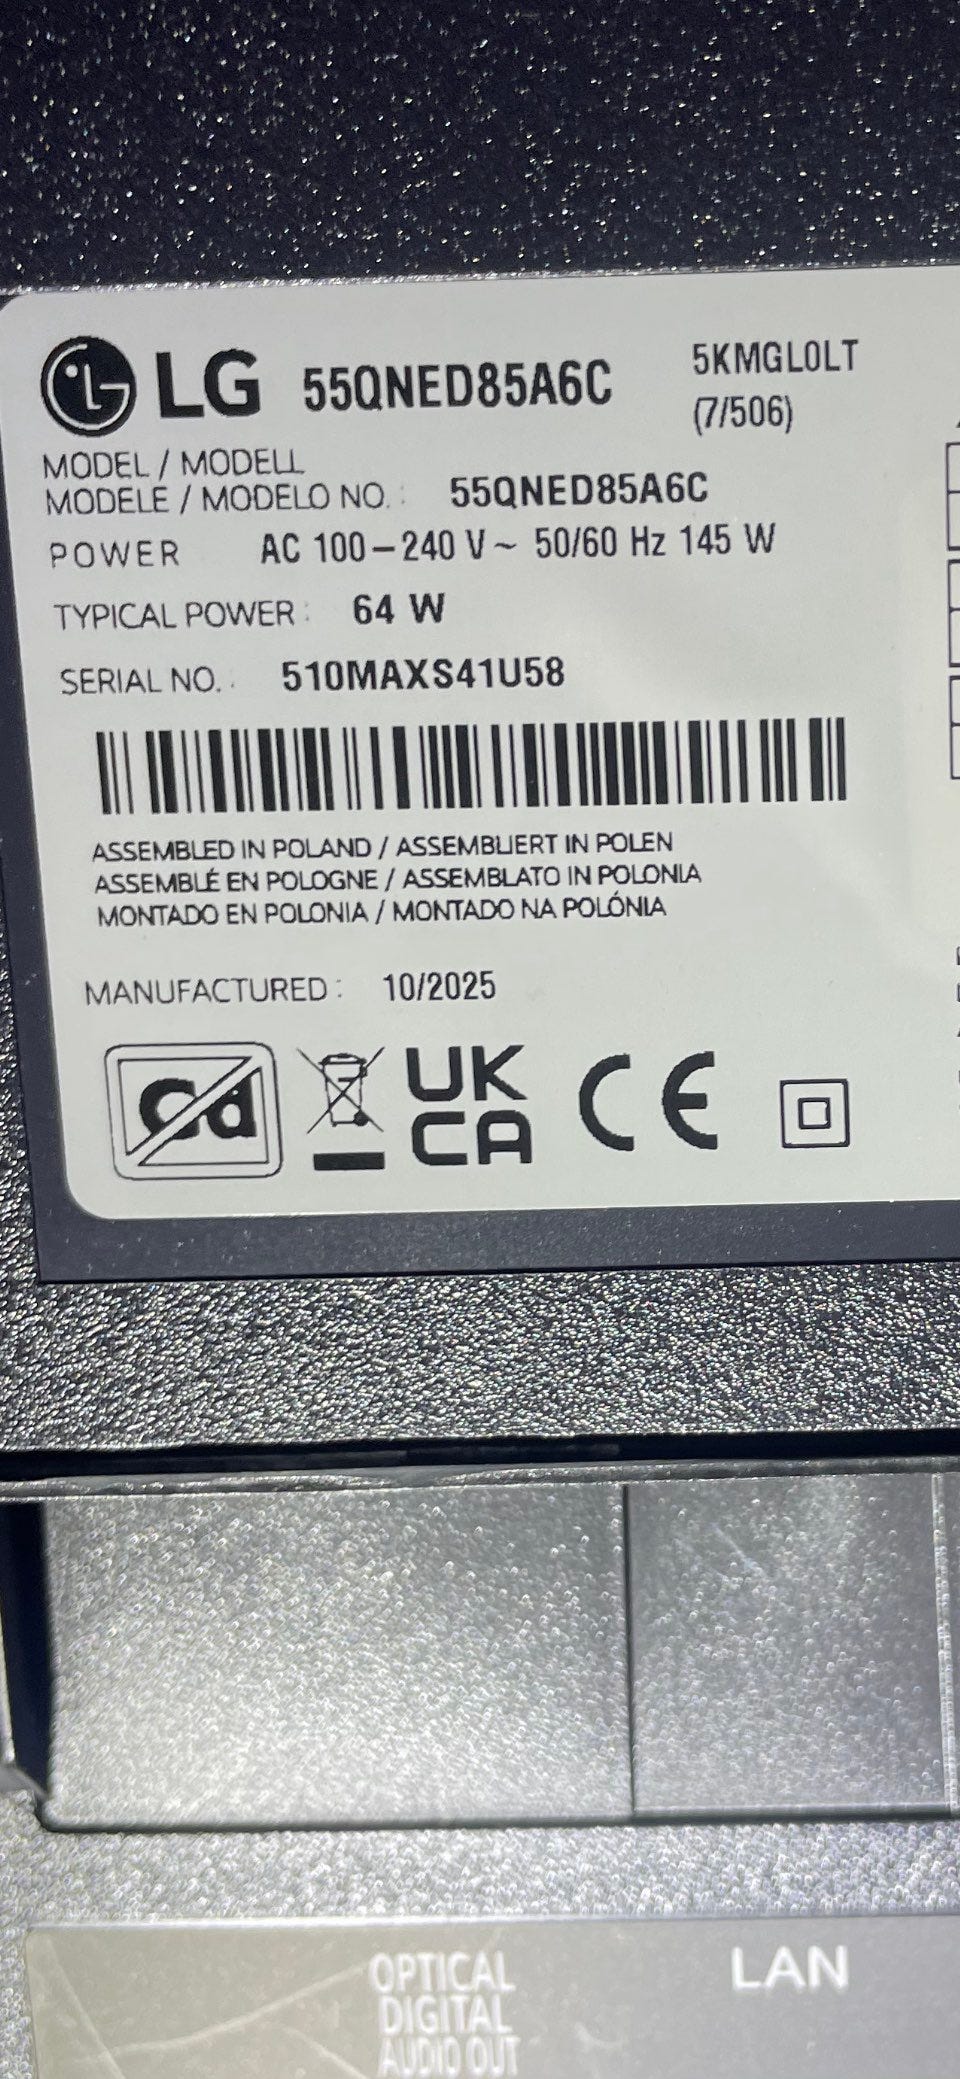 LG 55QNED85A6C 5KMGL0LT
(7/506)
MODEL / MODELL
MODELE / MODELO NO. : 55QNED85A6C
POWER AC 100–240 V~ 50/60 Hz 145 W
TYPICAL POWER : 64 W
SERIAL NO. : 510MAXS41U58
ASSEMBLED IN POLAND / ASSEMBLIERT IN POLEN
ASSEMBLÉ EN POLOGNE / ASSEMBLATO IN POLONIA
MONTADO EN POLONIA / MONTADO NA POLÓNIA
MANUFACTURED : 10/2025
Cd
UK
CA
CE
OPTICAL
DIGITAL
AUDIO OUT
LAN